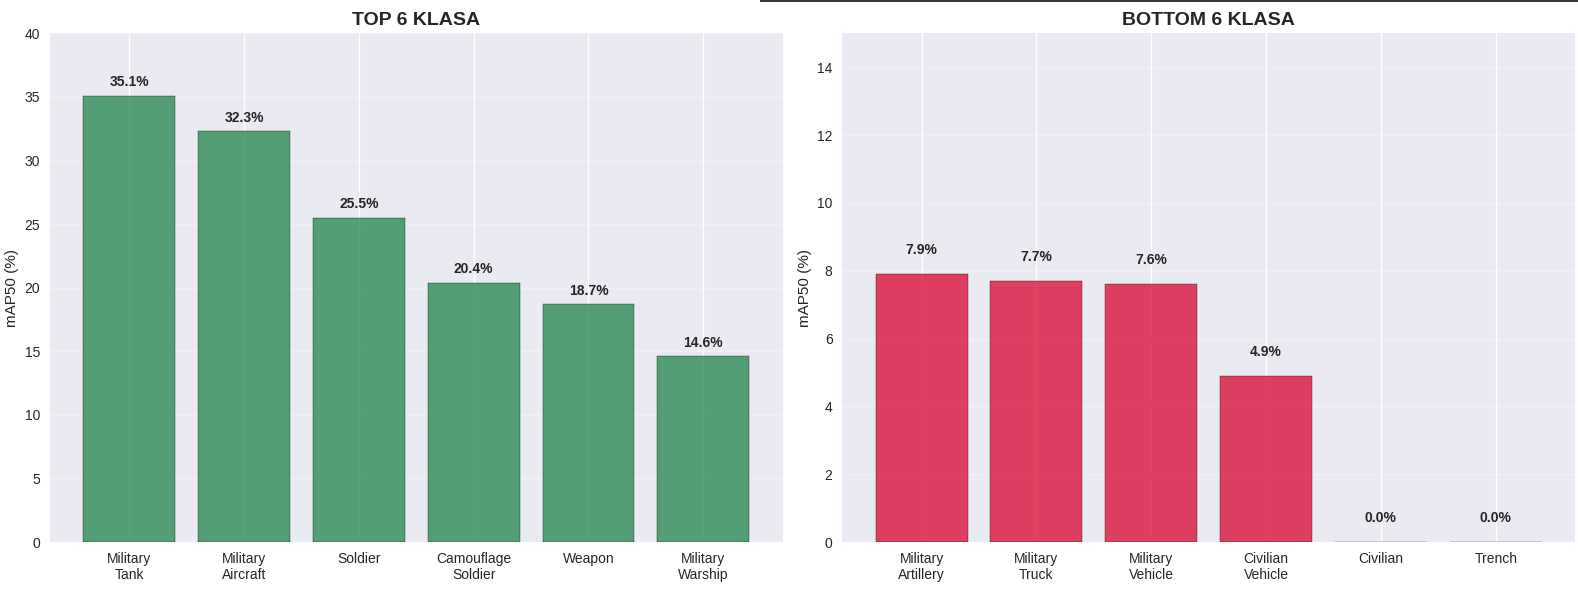 TOP 6 KLASA
mAP50 (%)
40
35
30
25
20
15
10
5
0
35.1%
32.3%
25.5%
20.4%
18.7%
14.6%
Military
Tank
Military
Aircraft
Soldier
Camouflage
Soldier
Weapon
Military
Warship
BOTTOM 6 KLASA
mAP50 (%)
14
12
10
8
6
4
2
0
7.9%
7.7%
7.6%
4.9%
0.0%
0.0%
Military
Artillery
Military
Truck
Military
Vehicle
Civilian
Vehicle
Civilian
Trench